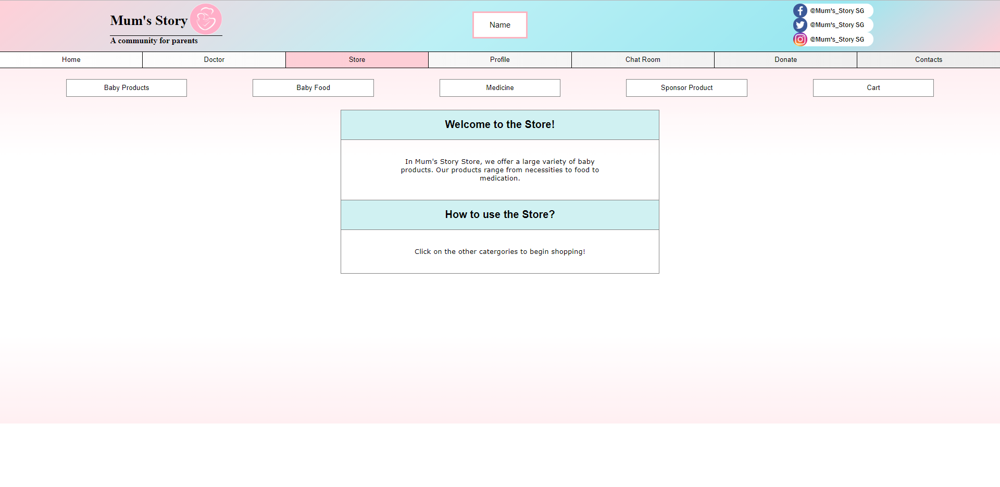 Mum's Story
A community for parents
Name
@Mum's_Story SG
@Mum's_Story SG
@Mum's_Story SG
Home
Doctor
Store
Profile
Chat Room
Donate
Contacts
Baby Products
Baby Food
Medicine
Sponsor Product
Cart
Welcome to the Store!
In Mum's Story Store, we offer a large variety of baby
products. Our products range from necessities to food to
medication.
How to use the Store?
Click on the other catergories to begin shopping!